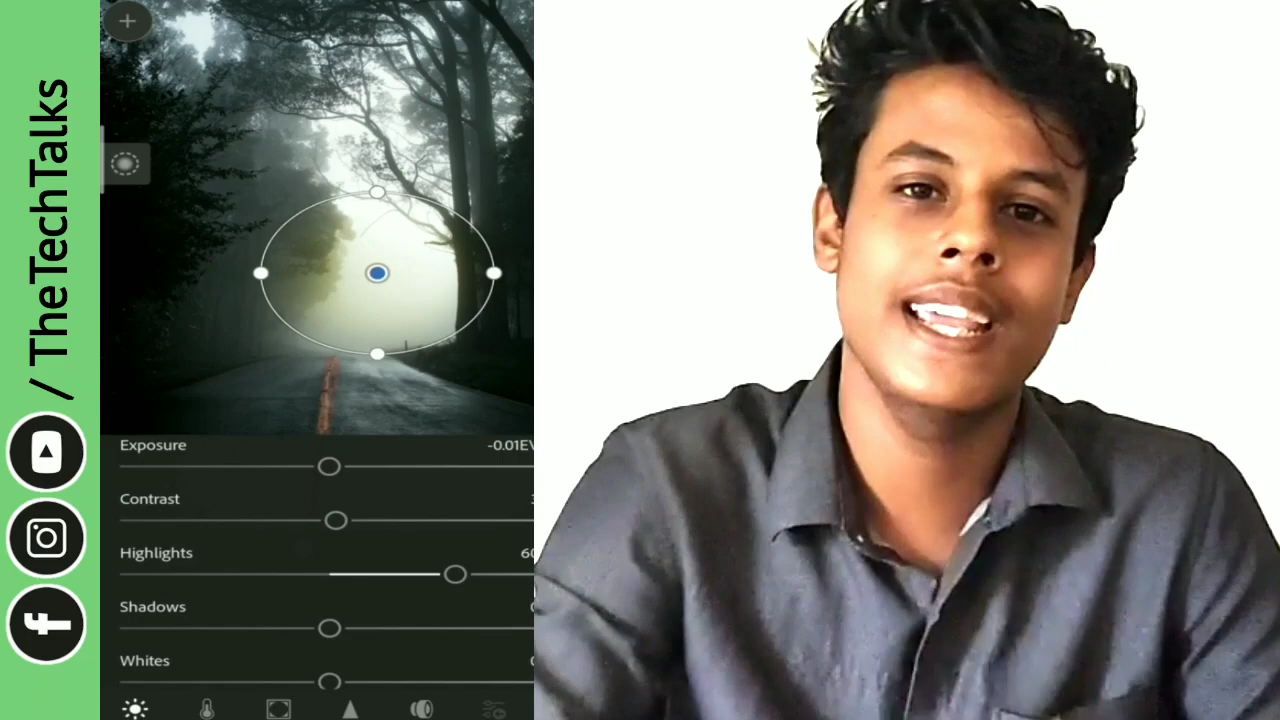 / TheTechTalks
Exposure
-0.01EV
Contrast
Highlights
Shadows
Whites